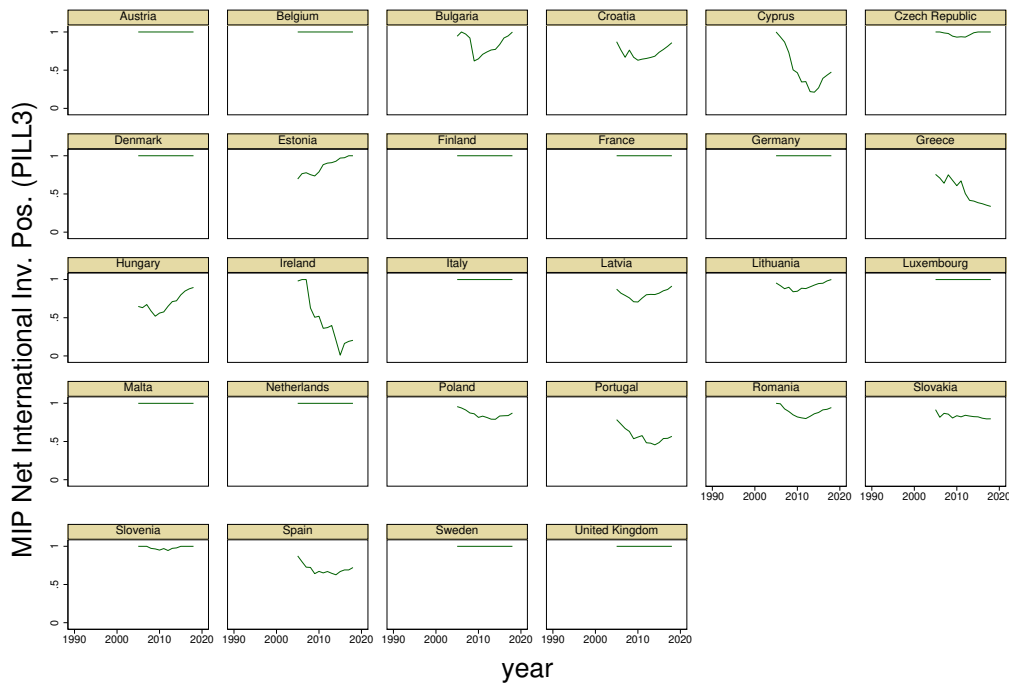 Austria Belgium Bulgaria Croatia Cyprus Czech Republic
1
.5
0
Denmark Estonia Finland France Germany Greece
1
.5
0
Hungary Ireland Italy Latvia Lithuania Luxembourg
1
.5
0
Malta Netherlands Poland Portugal Romania Slovakia
1
.5
0
1990 2000 2010 2020 1990 2000 2010 2020
Slovenia Spain Sweden United Kingdom
1
.5
0
1990 2000 2010 2020 1990 2000 2010 2020 1990 2000 2010 2020 1990 2000 2010 2020
MIP Net International Inv. Pos. (PILL3)
year